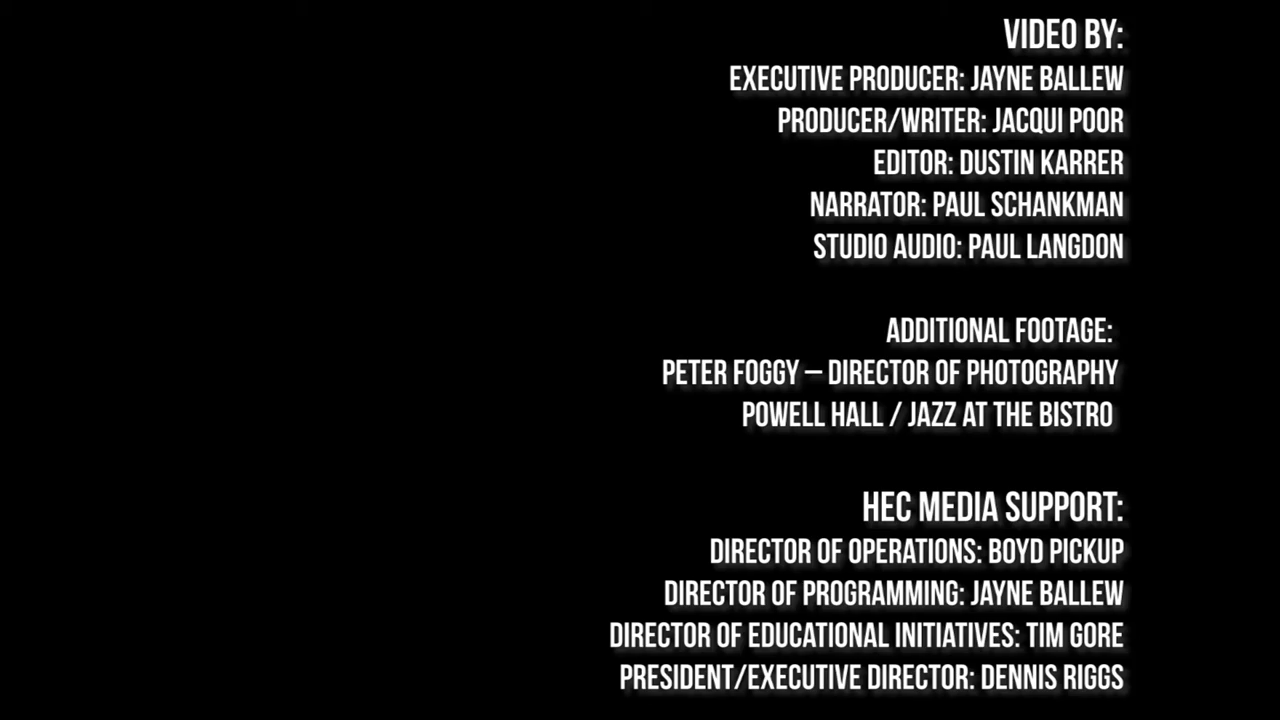 VIDEO BY:
EXECUTIVE PRODUCER: JAYNE BALLEW
PRODUCER/WRITER: JACQUI POOR
EDITOR: DUSTIN KARRER
NARRATOR: PAUL SCHANKMAN
STUDIO AUDIO: PAUL LANGDON
ADDITIONAL FOOTAGE:
PETER FOGGY – DIRECTOR OF PHOTOGRAPHY
POWELL HALL / JAZZ AT THE BISTRO
HEC MEDIA SUPPORT:
DIRECTOR OF OPERATIONS: BOYD PICKUP
DIRECTOR OF PROGRAMMING: JAYNE BALLEW
DIRECTOR OF EDUCATIONAL INITIATIVES: TIM GORE
PRESIDENT/EXECUTIVE DIRECTOR: DENNIS RIGGS